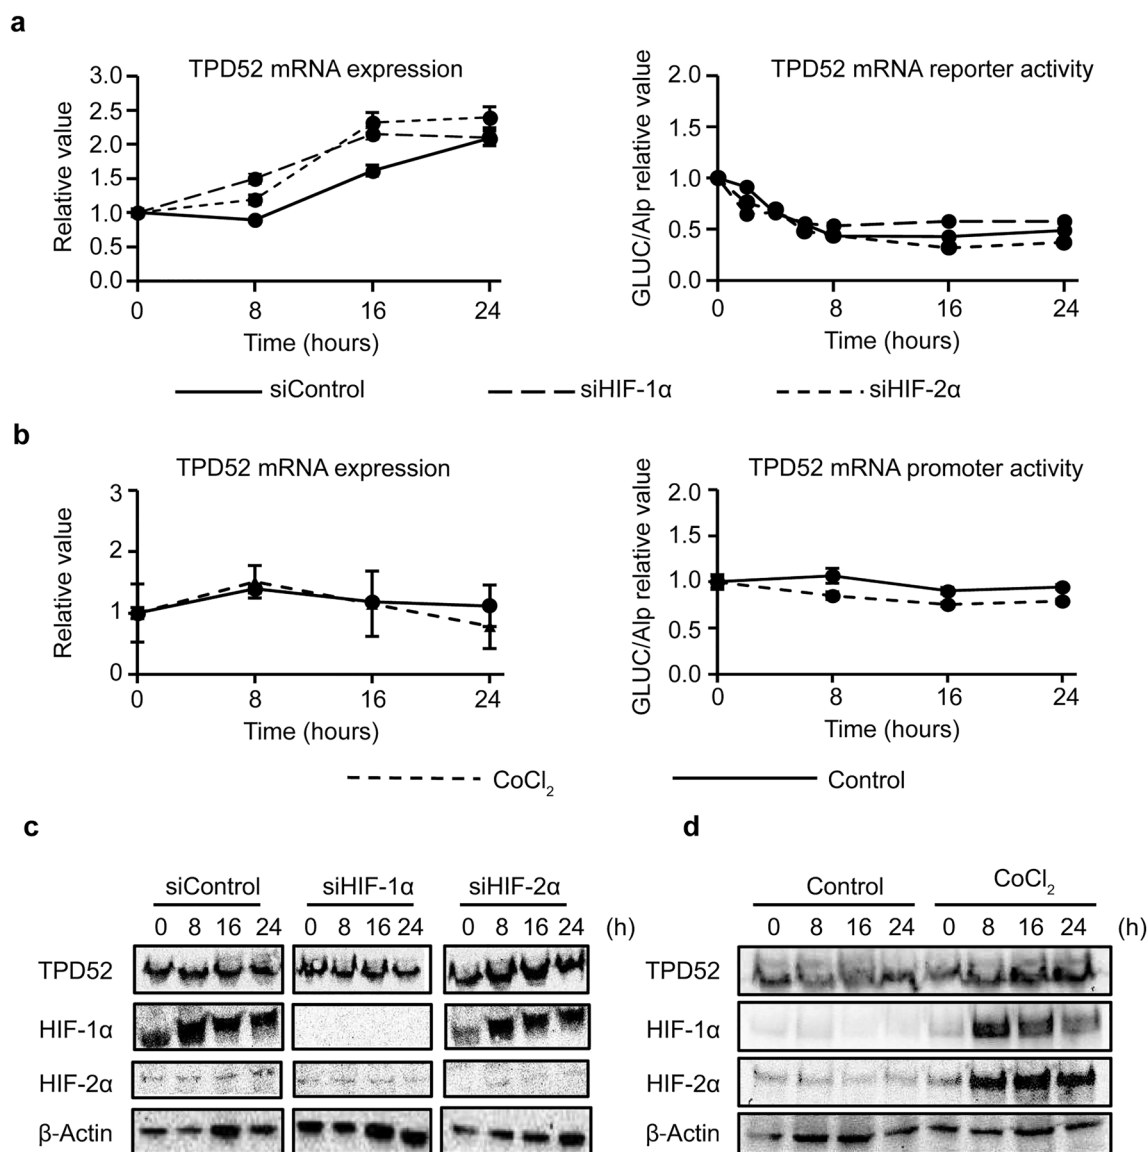 a
TPD52 mRNA expression
Relative value
3.0
2.5
2.0
1.5
1.0
0.5
0.0
0 8 16 24
Time (hours)
TPD52 mRNA reporter activity
GLUC/Alp relative value
2.0
1.5
1.0
0.5
0.0
0 8 16 24
Time (hours)
siControl siHIF-1α siHIF-2α
b
TPD52 mRNA expression
Relative value
3
2
1
0
0 8 16 24
Time (hours)
TPD52 mRNA promoter activity
GLUC/Alp relative value
2.0
1.5
1.0
0.5
0.0
0 8 16 24
Time (hours)
CoCl₂ Control
c
siControl siHIF-1α siHIF-2α
0 8 16 24 0 8 16 24 0 8 16 24 (h)
TPD52
HIF-1α
HIF-2α
β-Actin
d
Control CoCl₂
0 8 16 24 0 8 16 24 (h)
TPD52
HIF-1α
HIF-2α
β-Actin